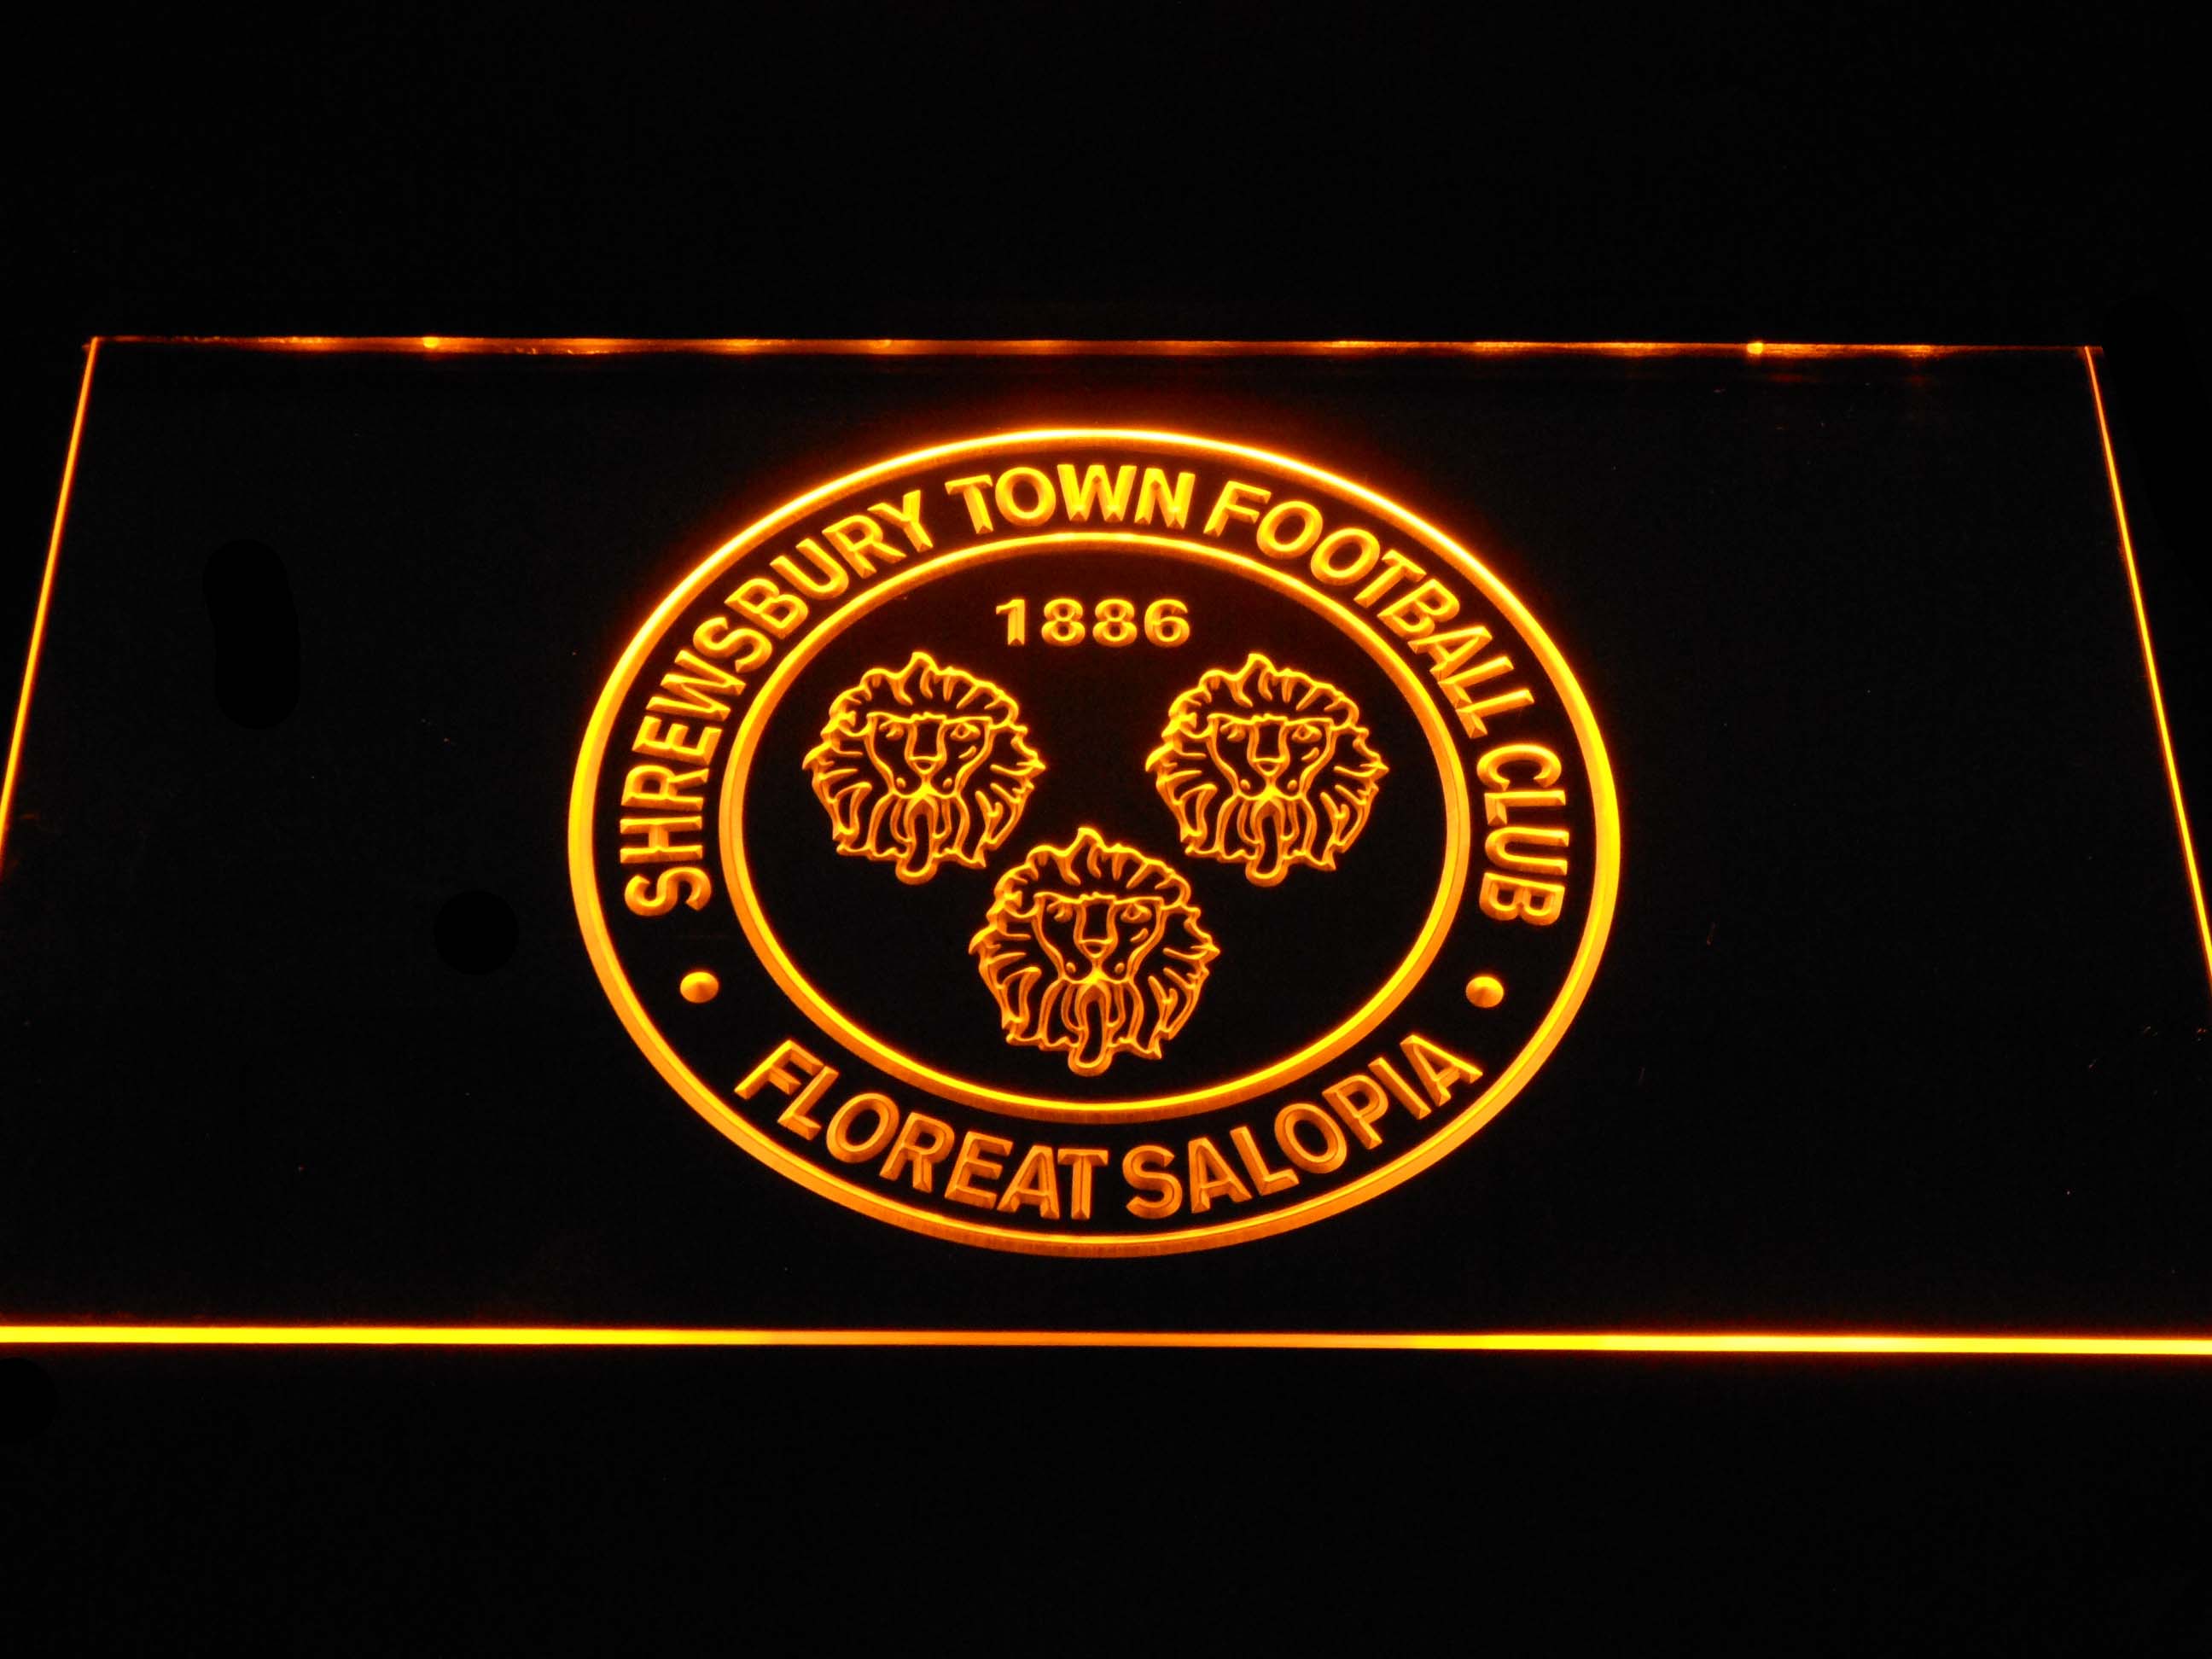 SHREWSBURY TOWN FOOTBALL CLUB
1886
• FLOREAT SALOPIA •